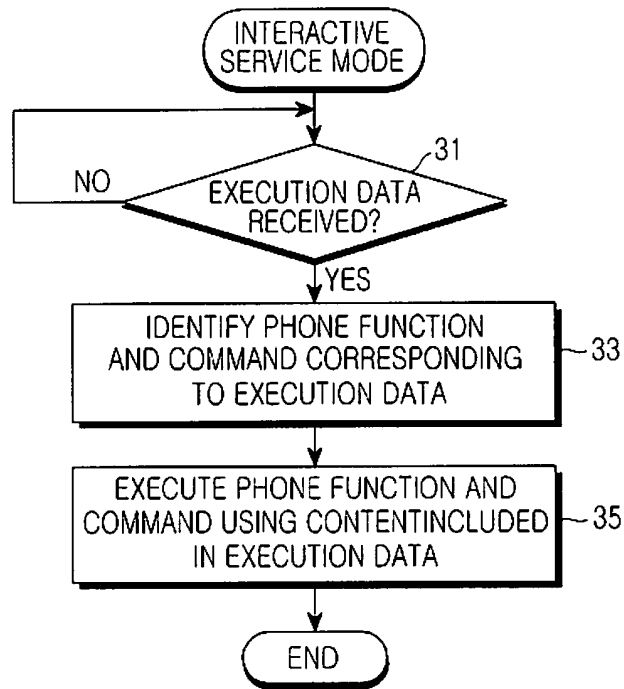 INTERACTIVE
SERVICE MODE
31
NO
EXECUTION DATA
RECEIVED?
YES
IDENTIFY PHONE FUNCTION
AND COMMAND CORRESPONDING
TO EXECUTION DATA
33
EXECUTE PHONE FUNCTION AND
COMMAND USING CONTENTINCLUDED
IN EXECUTION DATA
35
END